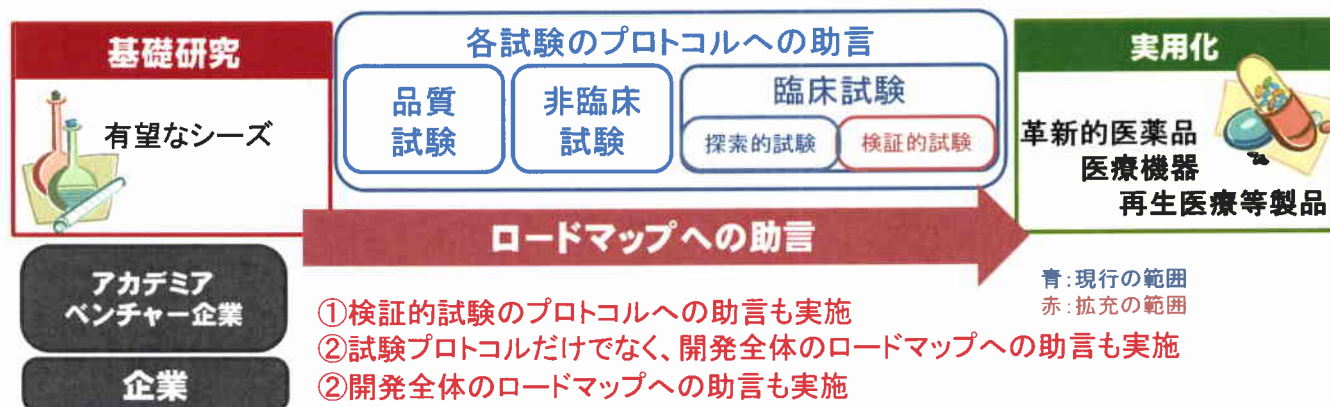 基礎研究
有望なシーズ
各試験のプロトコルへの助言
品質
試験
非臨床
試験
臨床試験
探索的試験
検証的試験
実用化
革新的医薬品
医療機器
再生医療等製品
ロードマップへの助言
アカデミア
ベンチャー企業
企業
①検証的試験のプロトコルへの助言も実施
②試験プロトコルだけでなく、開発全体のロードマップへの助言も実施
②開発全体のロードマップへの助言も実施
青:現行の範囲
赤:拡充の範囲